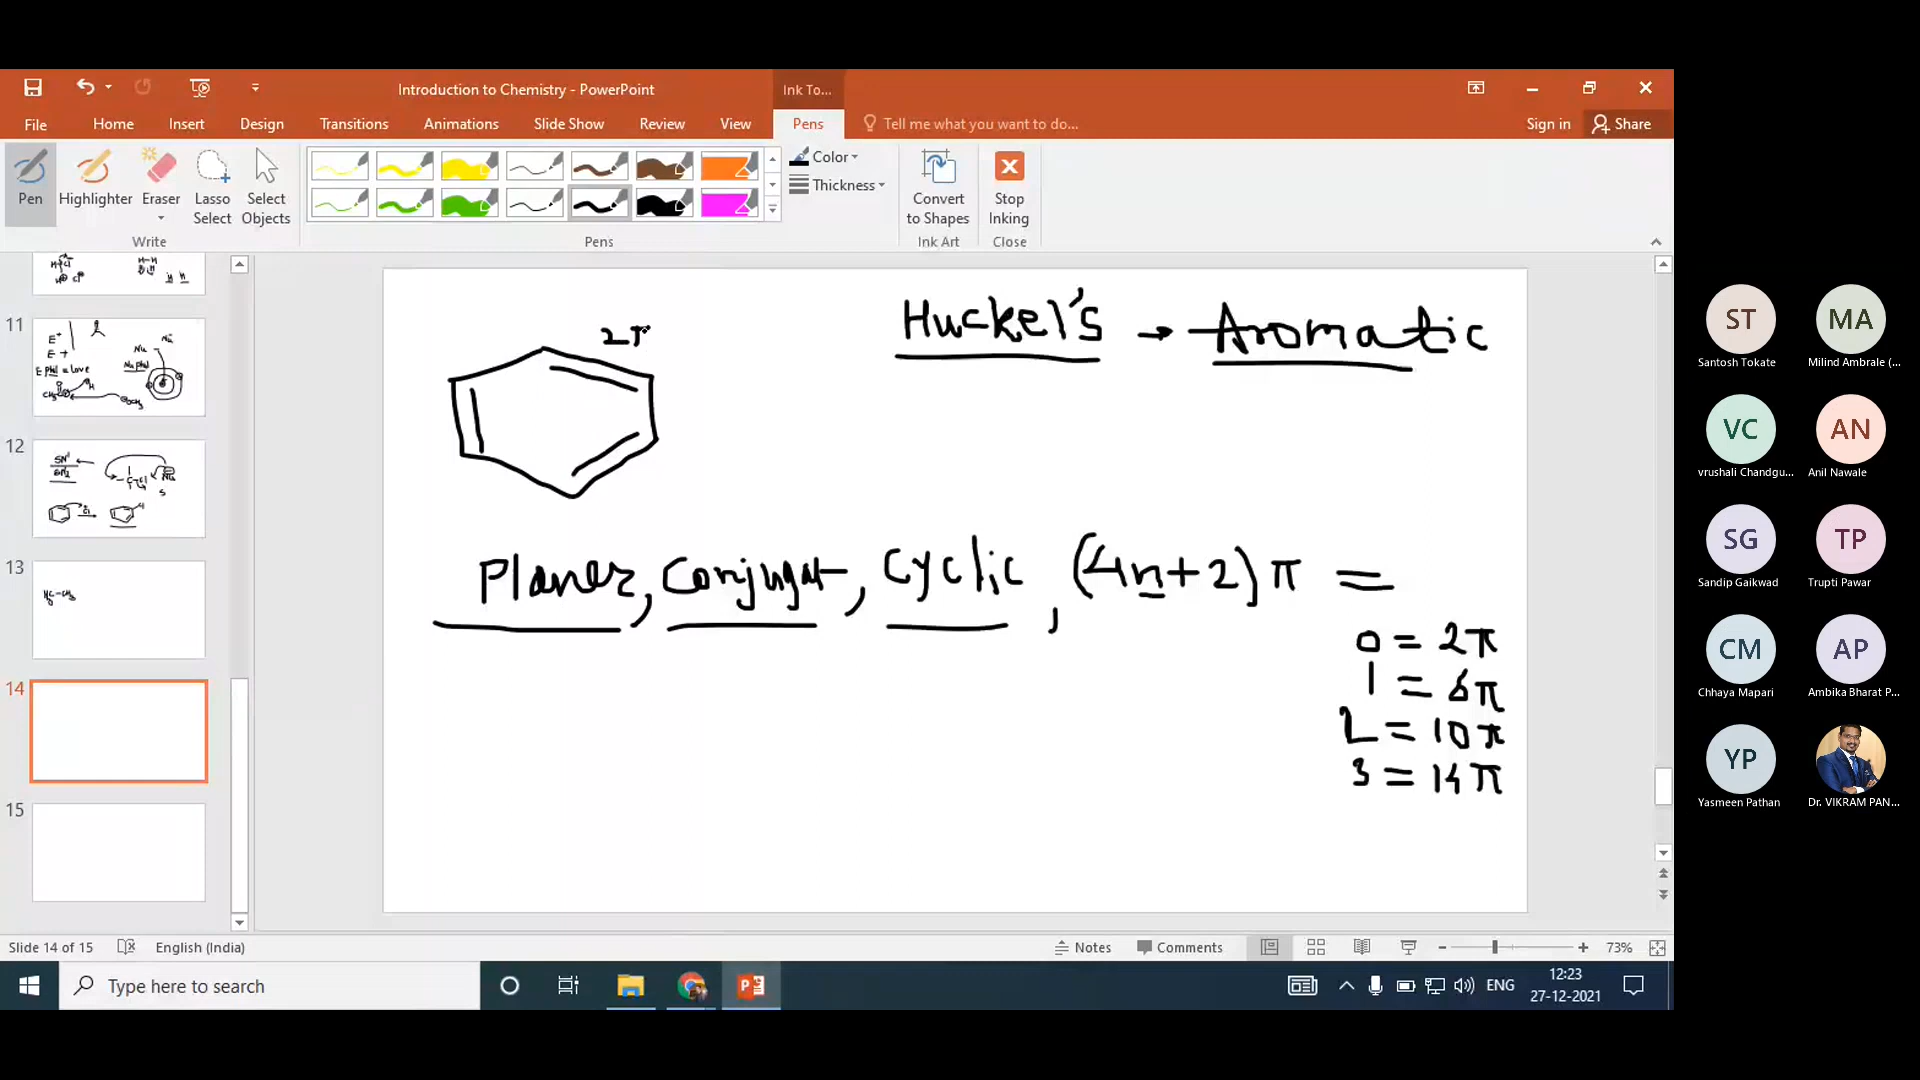 Introduction to Chemistry - PowerPoint
Ink To...
File Home Insert Design Transitions Animations Slide Show Review View Pens Tell me what you want to do... Sign in Share
Pen Highlighter Eraser Lasso Select Select Objects
Color
Thickness
Convert to Shapes
Stop Inking
Write Pens Ink Art Close
11
12
13
14
15
2π
Huckel's → Aromatic
Planer, Conjugat, Cyclic, (4n+2)π =
0 = 2π
1 = 6π
2 = 10π
3 = 14π
ST MA
Santosh Tokate Milind Ambrale (...
VC AN
vrushali Chandgu... Anil Nawale
SG TP
Sandip Gaikwad Trupti Pawar
CM AP
Chhaya Mapari Ambika Bharat P...
YP
Yasmeen Pathan Dr. VIKRAM PAN...
Slide 14 of 15 English (India) Notes Comments 73%
Type here to search ENG 12:23
27-12-2021